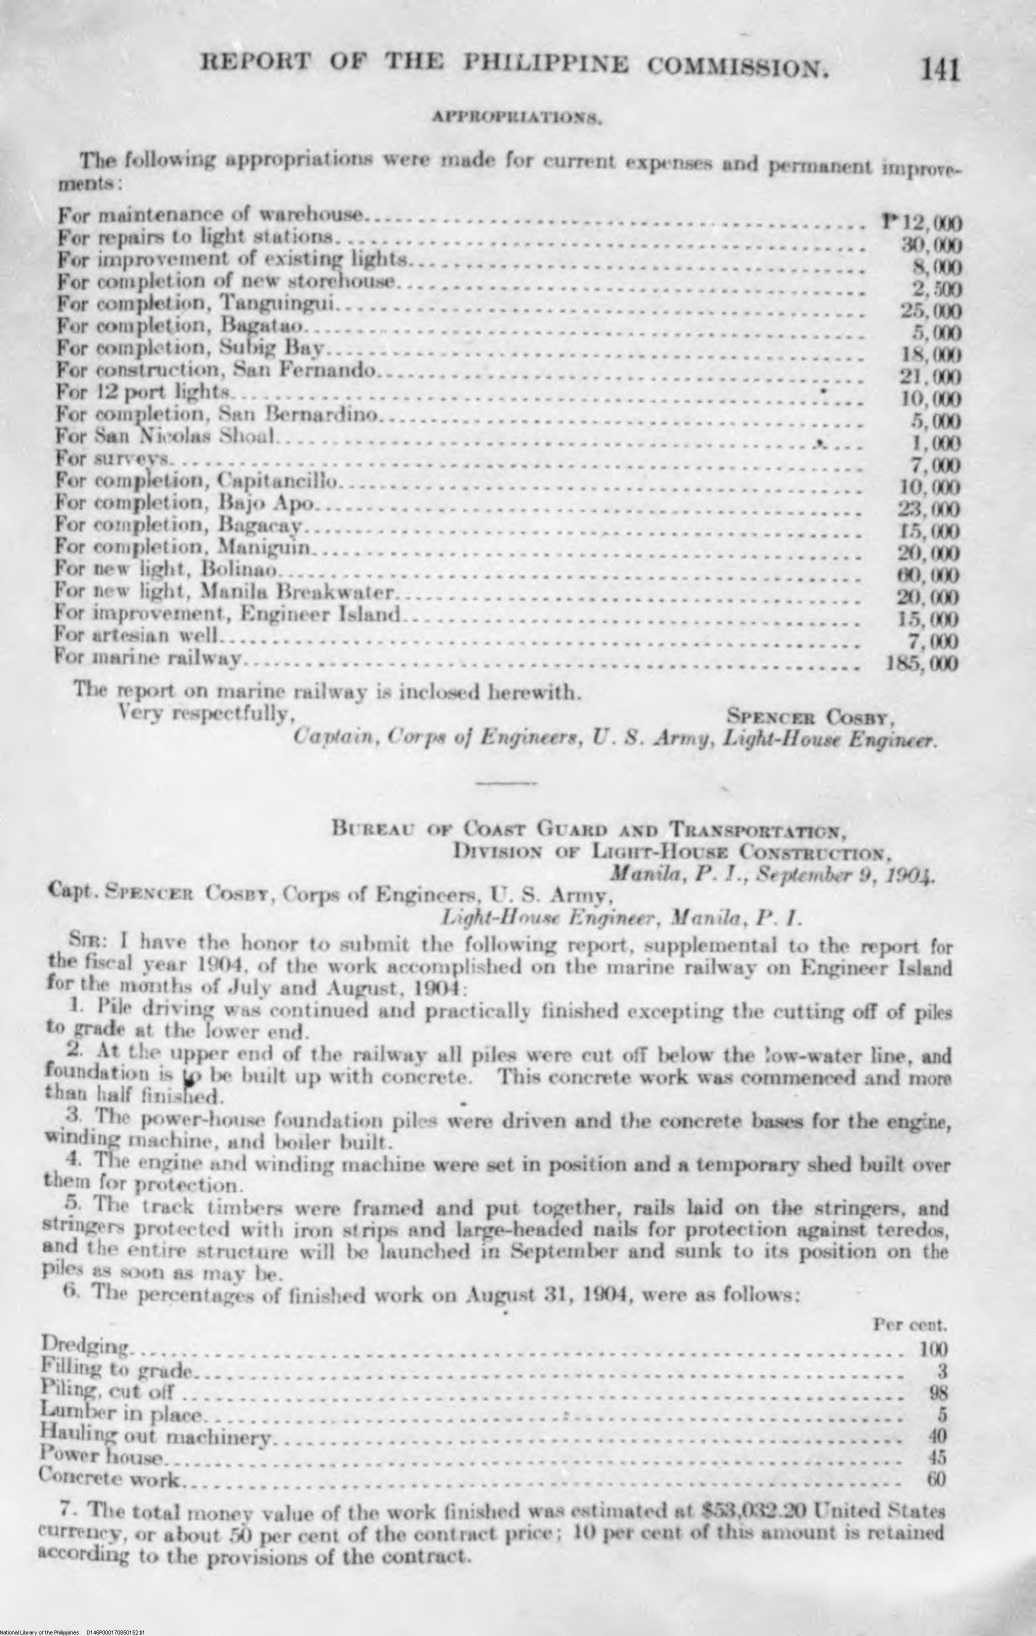 REPORT OF THE PHILIPPINE COMMISSION. 141
APPROPRIATIONS.
The following appropriations were made for current expenses and permanent improve-
ments:
For maintenance of warehouse ₱12,000
For repairs to light stations 30,000
For improvement of existing lights 8,000
For completion of new storehouse 2,500
For completion, Tanguingui 25,000
For completion, Bagatao 5,000
For completion, Subig Bay 18,000
For construction, San Fernando 21,000
For 12 port lights 10,000
For completion, San Bernardino 5,000
For San Nicolas Shoal 1,000
For surveys 7,000
For completion, Capitancillo 10,000
For completion, Bajo Apo 23,000
For completion, Bagacay 15,000
For completion, Maniguin 20,000
For new light, Bolinao 60,000
For new light, Manila Breakwater 20,000
For improvement, Engineer Island 15,000
For artesian well 7,000
For marine railway 185,000
The report on marine railway is inclosed herewith.
Very respectfully,
SPENCER COSBY,
Captain, Corps of Engineers, U. S. Army, Light-House Engineer.
BUREAU OF COAST GUARD AND TRANSPORTATION,
DIVISION OF LIGHT-HOUSE CONSTRUCTION,
Manila, P. I., September 9, 1904.
Capt. SPENCER COSBY, Corps of Engineers, U. S. Army,
Light-House Engineer, Manila, P. I.
SIR: I have the honor to submit the following report, supplemental to the report for
the fiscal year 1904, of the work accomplished on the marine railway on Engineer Island
for the months of July and August, 1904:
1. Pile driving was continued and practically finished excepting the cutting off of piles
to grade at the lower end.
2. At the upper end of the railway all piles were cut off below the low-water line, and
foundation is to be built up with concrete. This concrete work was commenced and more
than half finished.
3. The power-house foundation piles were driven and the concrete bases for the engine,
winding machine, and boiler built.
4. The engine and winding machine were set in position and a temporary shed built over
them for protection.
5. The track timbers were framed and put together, rails laid on the stringers, and
stringers protected with iron strips and large-headed nails for protection against teredos,
and the entire structure will be launched in September and sunk to its position on the
piles as soon as may be.
6. The percentages of finished work on August 31, 1904, were as follows:
Per cent.
Dredging 100
Filling to grade 3
Piling, cut off 98
Lumber in place 5
Hauling out machinery 40
Power house 45
Concrete work 60
7. The total money value of the work finished was estimated at $53,032.20 United States
currency, or about 50 per cent of the contract price; 10 per cent of this amount is retained
according to the provisions of the contract.
National Library of the Philippines